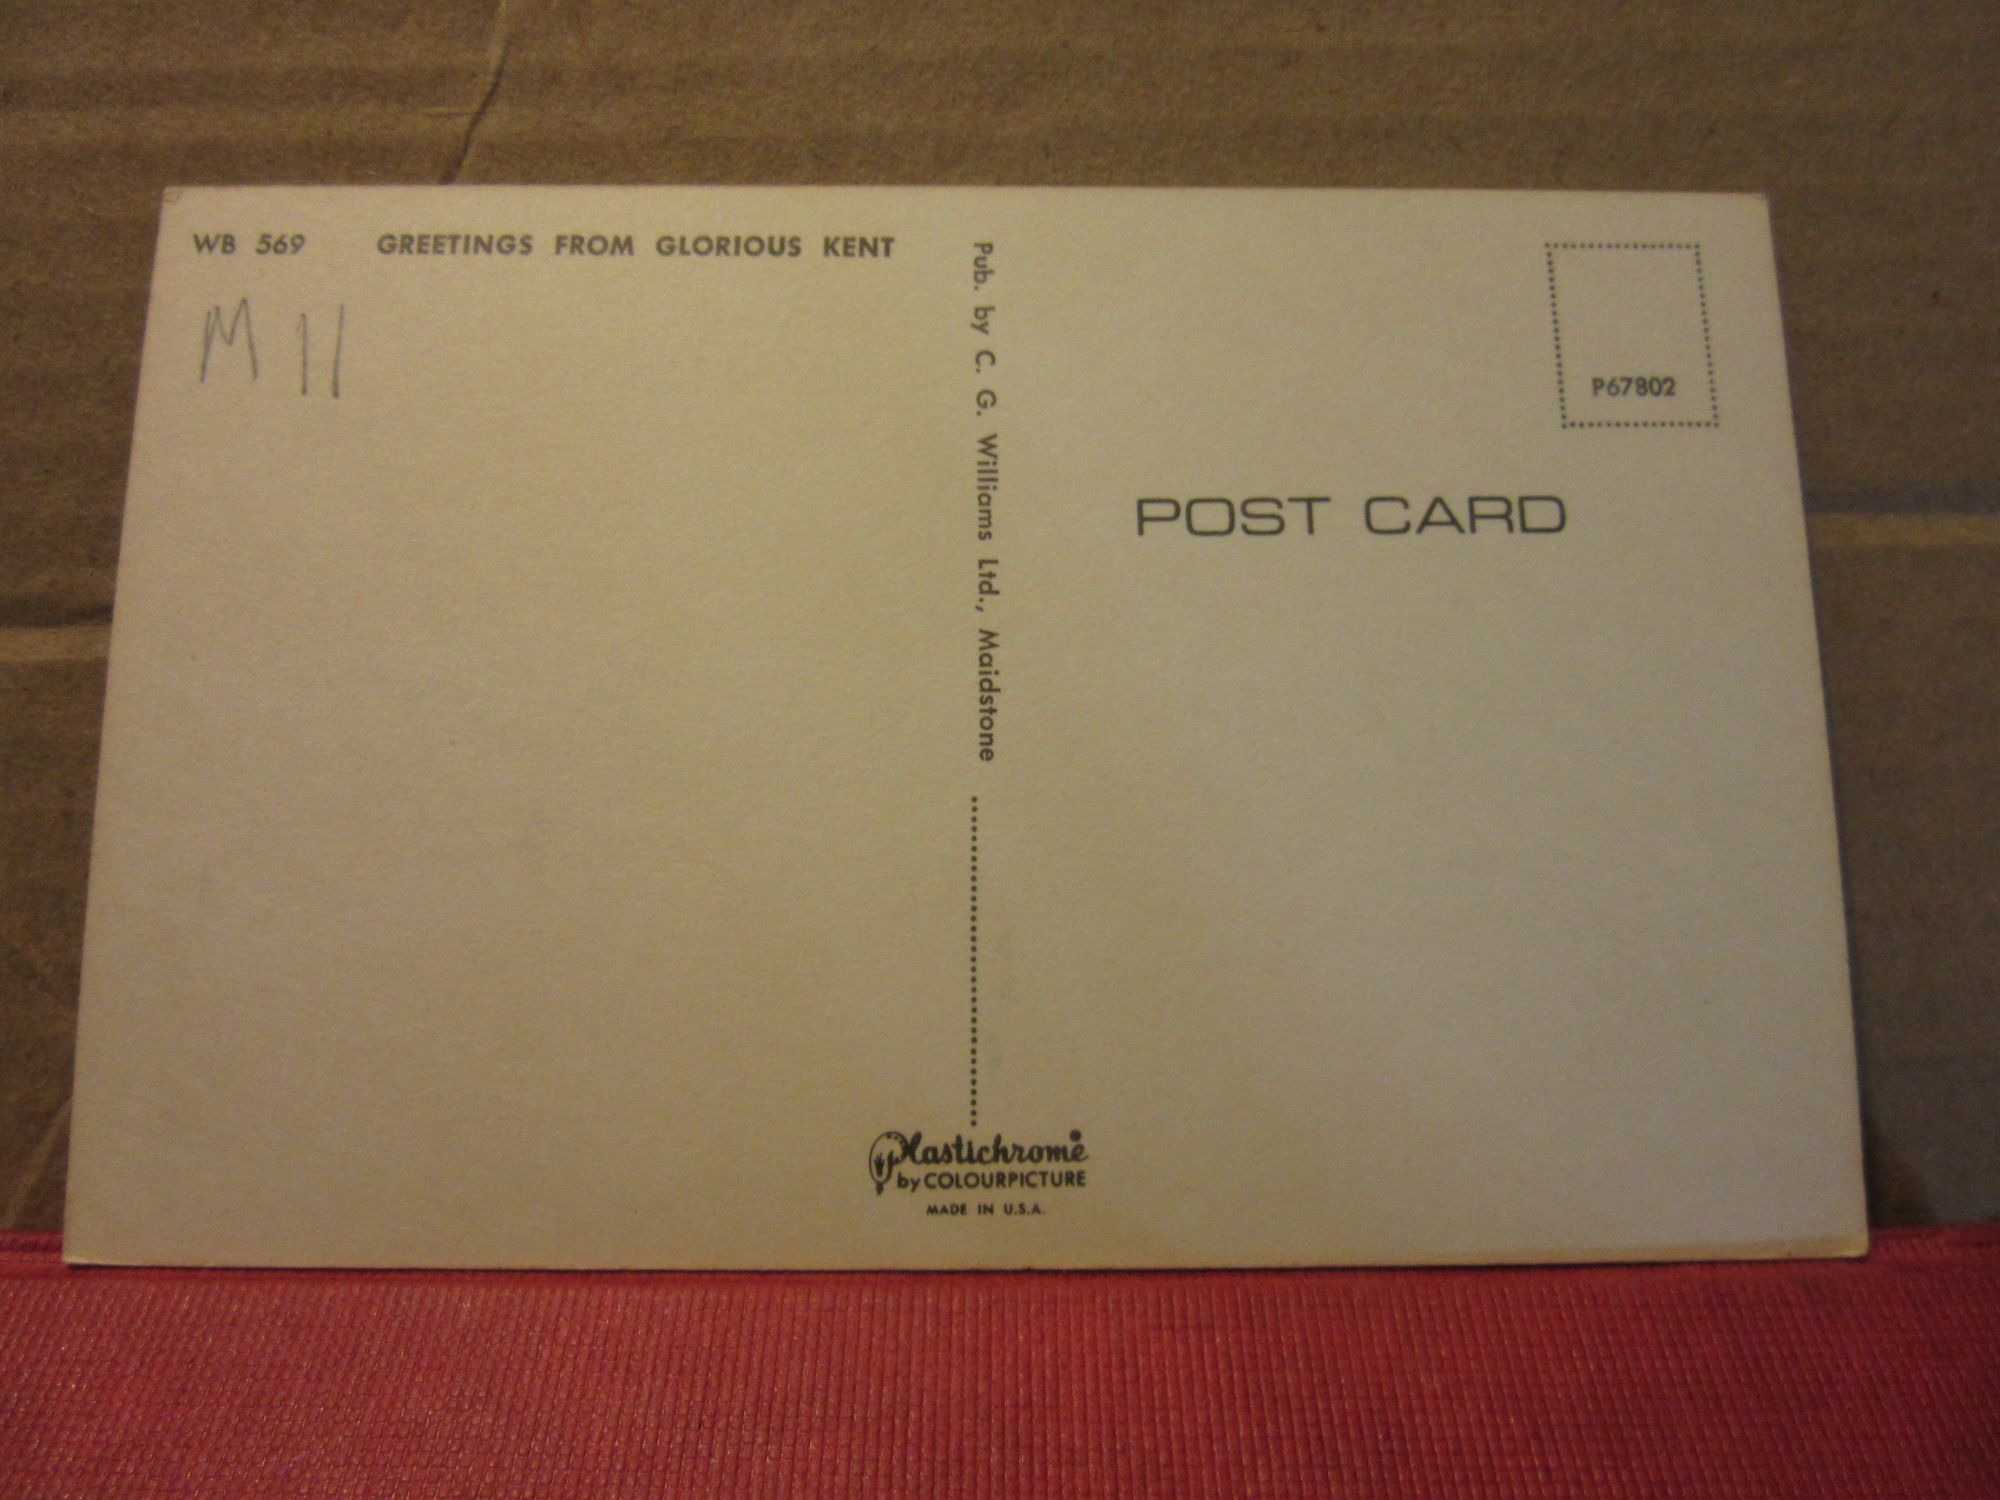 WB 569 GREETINGS FROM GLORIOUS KENT
M 11
Pub. by C. G. Williams Ltd., Maidstone
P67802
POST CARD
Plastichrome®
by COLOURPICTURE
MADE IN U.S.A.